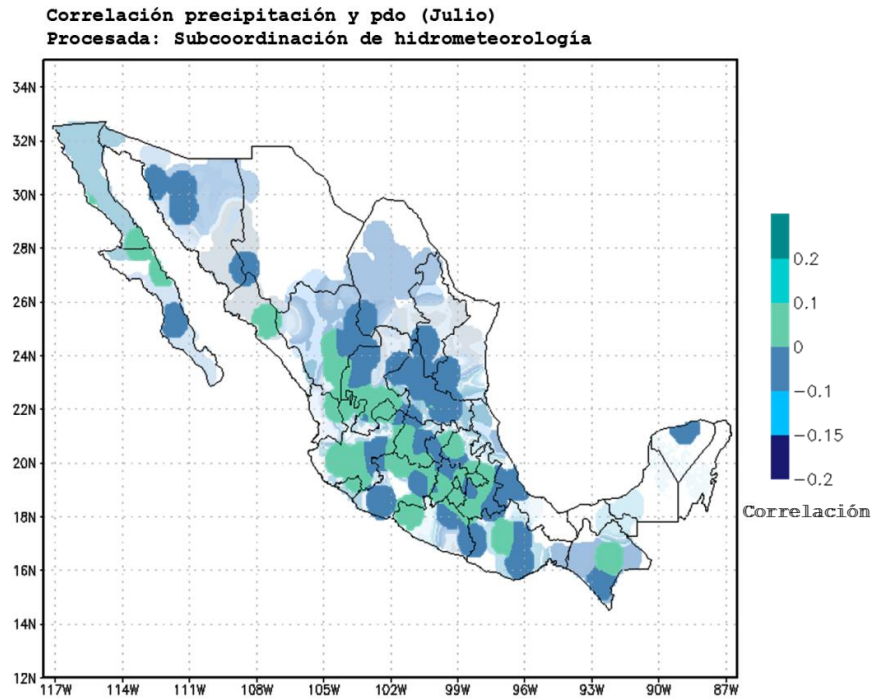 Correlación precipitación y pdo (Julio)
Procesada: Subcoordinación de hidrometeorología
34N
32N
30N
28N
26N
24N
22N
20N
18N
16N
14N
12N
117W 114W 111W 108W 105W 102W 99W 96W 93W 90W 87W
0.2
0.1
0
-0.1
-0.15
-0.2
Correlación